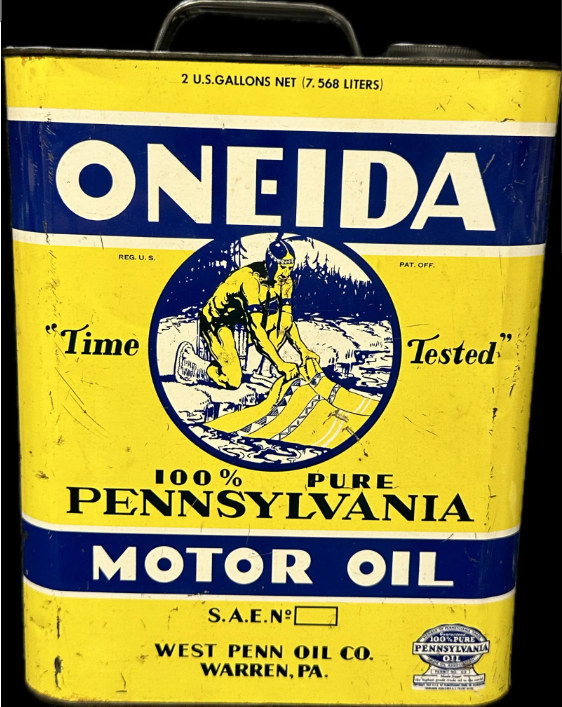 2 U.S.GALLONS NET (7.568 LITERS)
ONEIDA
REG. U.S. PAT. OFF.
"Time Tested"
100% PURE
PENNSYLVANIA
MOTOR OIL
S.A.E.Nº
WEST PENN OIL CO.
WARREN, PA.
100% PURE
PENNSYLVANIA
OIL